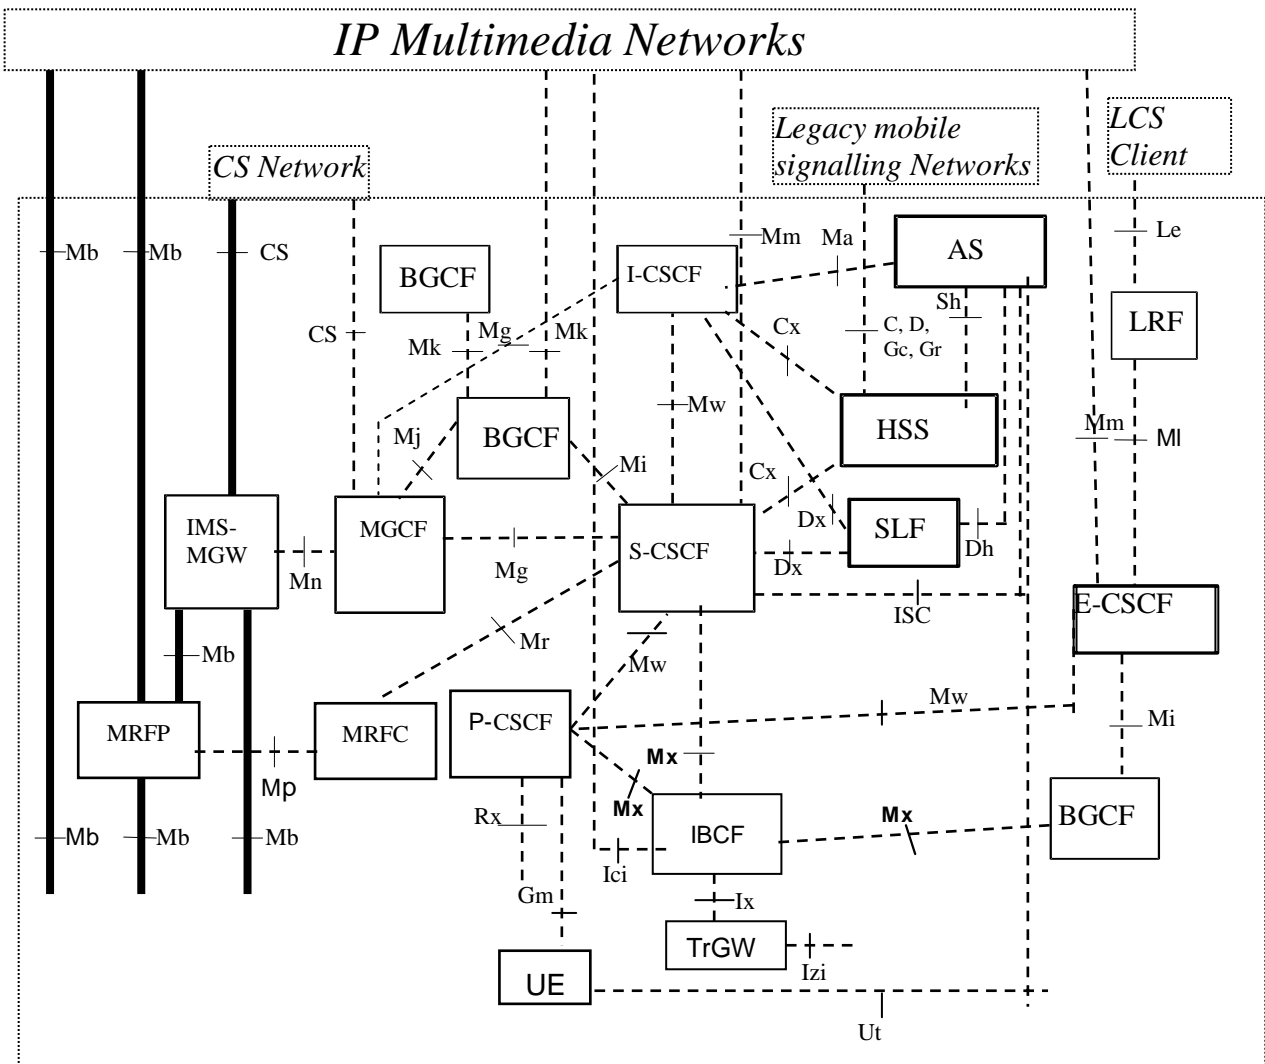 IP Multimedia Networks
Legacy mobile
signalling Networks
LCS
Client
CS Network
Mb
Mb
CS
Mm
Ma
AS
Le
BGCF
I-CSCF
Sh
LRF
CS
Mk
Mg
Mk
Cx
C, D,
Gc, Gr
Mw
Mj
BGCF
Mi
HSS
Mm
Ml
Cx
IMS-
MGW
MGCF
S-CSCF
Dx
SLF
Dh
Mn
Mg
Dx
ISC
E-CSCF
Mr
Mw
Mb
MRFP
MRFC
P-CSCF
Mw
Mi
Mp
Mx
Mx
Rx
Mx
BGCF
Mb
Mb
Mb
IBCF
Ici
Gm
Ix
TrGW
Izi
UE
Ut